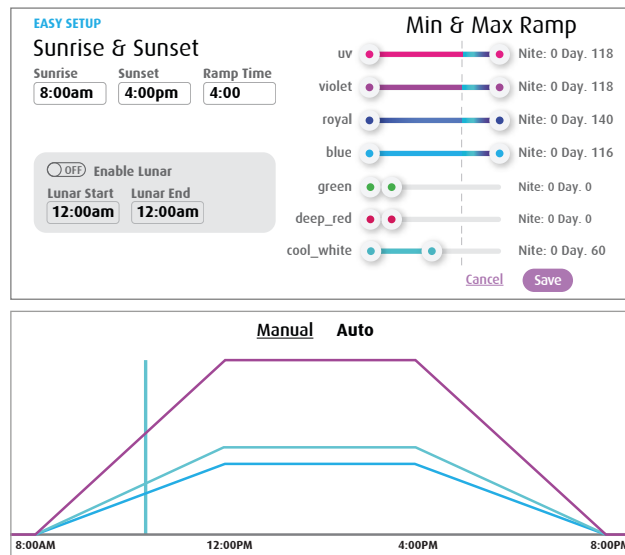 EASY SETUP
Sunrise & Sunset
Sunrise Sunset Ramp Time
8:00am 4:00pm 4:00
OFF Enable Lunar
Lunar Start Lunar End
12:00am 12:00am
Min & Max Ramp
uv Nite: 0 Day. 118
violet Nite: 0 Day. 118
royal Nite: 0 Day. 140
blue Nite: 0 Day. 116
green Nite: 0 Day. 0
deep_red Nite: 0 Day. 0
cool_white Nite: 0 Day. 60
Cancel Save
Manual Auto
8:00AM 12:00PM 4:00PM 8:00PM